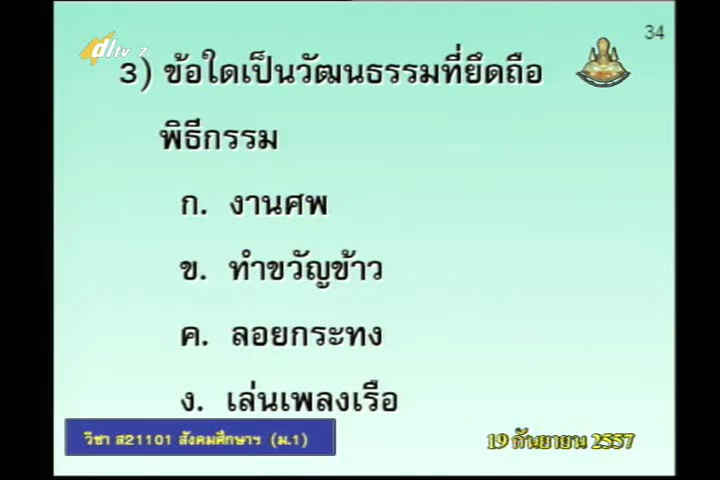 dltv 7
34
3) ข้อใดเป็นวัฒนธรรมที่ยึดถือ
พิธีกรรม
ก. งานศพ
ข. ทำขวัญข้าว
ค. ลอยกระทง
ง. เล่นเพลงเรือ
วิชา ส21101 สังคมศึกษาฯ (ม.1)
19 กันยายน 2557